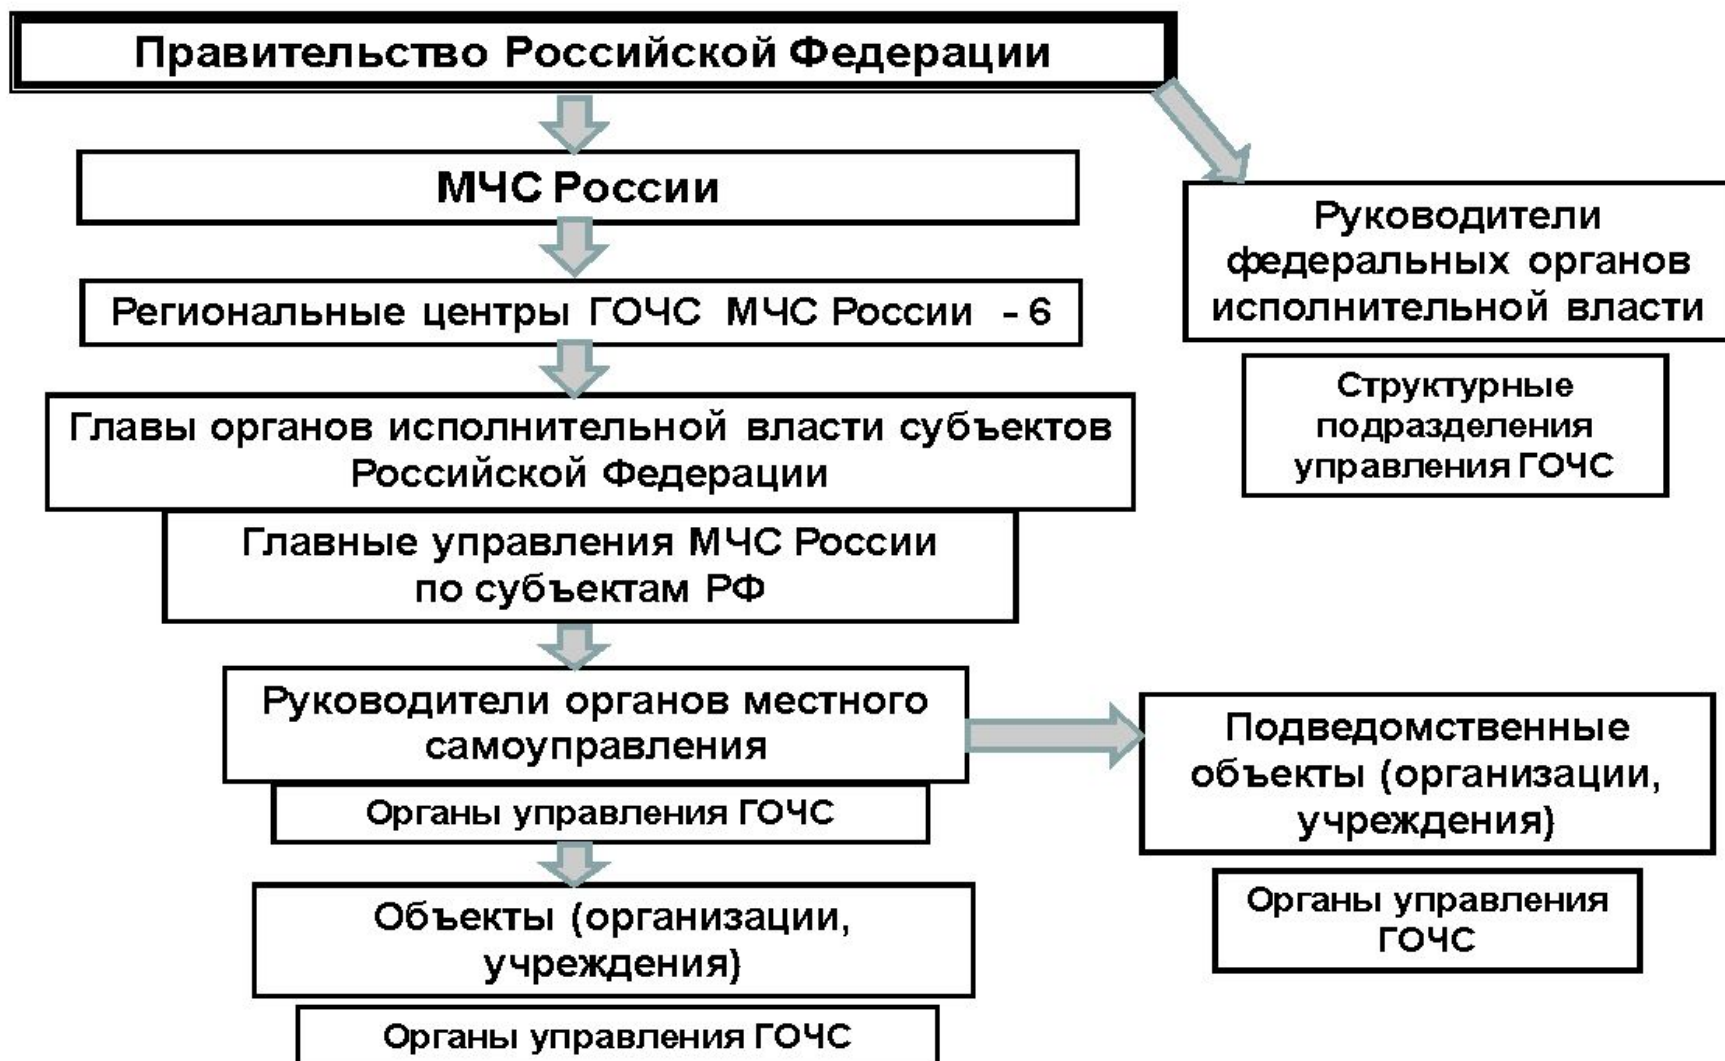 Правительство Российской Федерации
МЧС России
Региональные центры ГОЧС МЧС России - 6
Главы органов исполнительной власти субъектов
Российской Федерации
Главные управления МЧС России
по субъектам РФ
Руководители органов местного
самоуправления
Органы управления ГОЧС
Объекты (организации,
учреждения)
Органы управления ГОЧС
Руководители
федеральных органов
исполнительной власти
Структурные
подразделения
управления ГОЧС
Подведомственные
объекты (организации,
учреждения)
Органы управления
ГОЧС